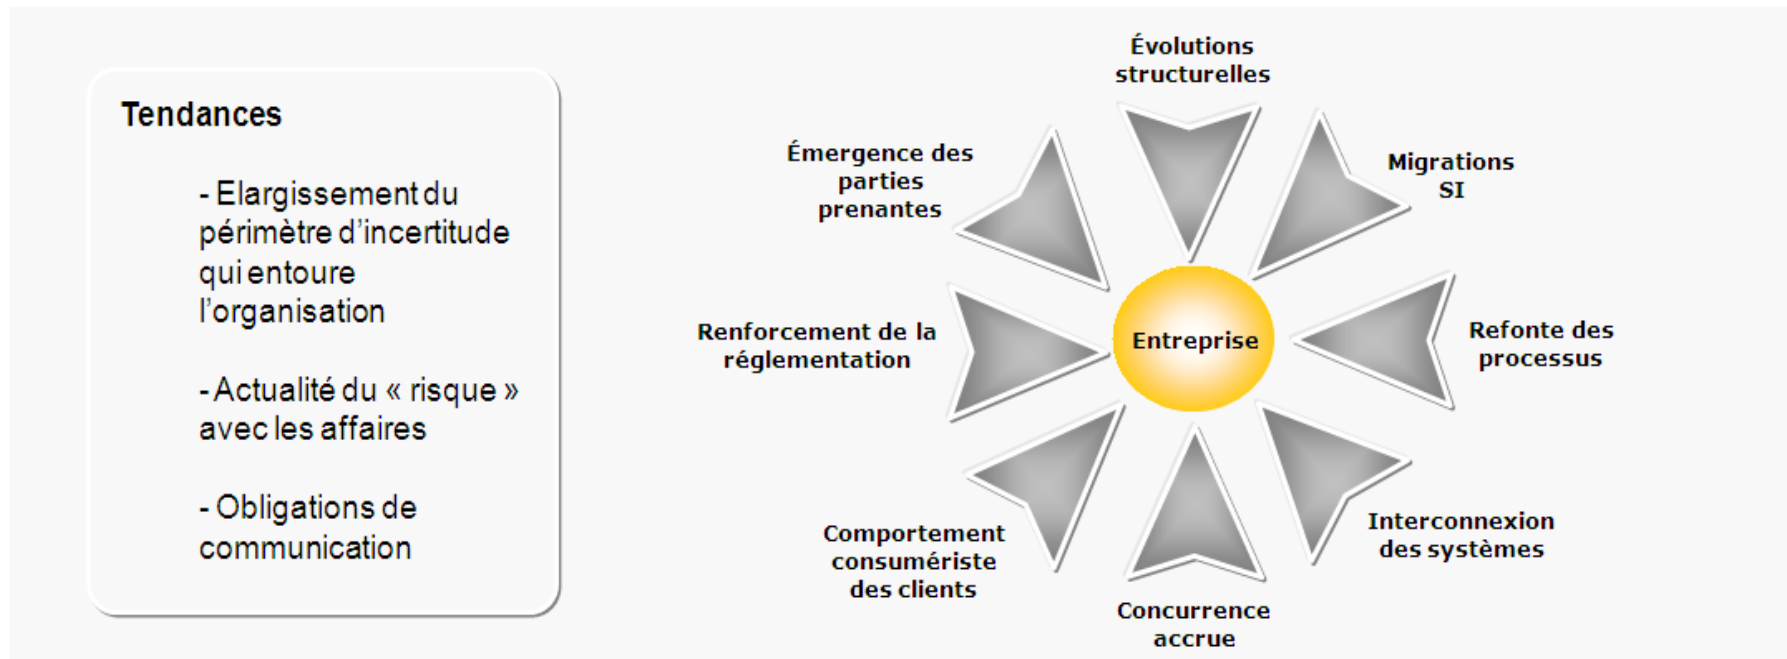 Tendances
- Elargissement du
périmètre d’incertitude
qui entoure
l’organisation
- Actualité du « risque »
avec les affaires
- Obligations de
communication
Évolutions
structurelles
Migrations
SI
Refonte des
processus
Interconnexion
des systèmes
Concurrence
accrue
Comportement
consumériste
des clients
Renforcement de la
réglementation
Émergence des
parties
prenantes
Entreprise